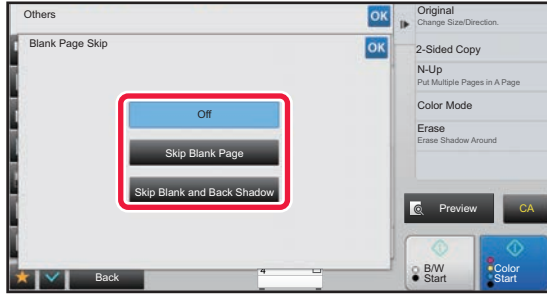 Others
OK
Blank Page Skip
OK
Off
Skip Blank Page
Skip Blank and Back Shadow
Back
4
Original
Change Size/Direction.
2-Sided Copy
N-Up
Put Multiple Pages in A Page
Color Mode
Erase
Erase Shadow Around
Preview
CA
B/W
Start
Color
Start